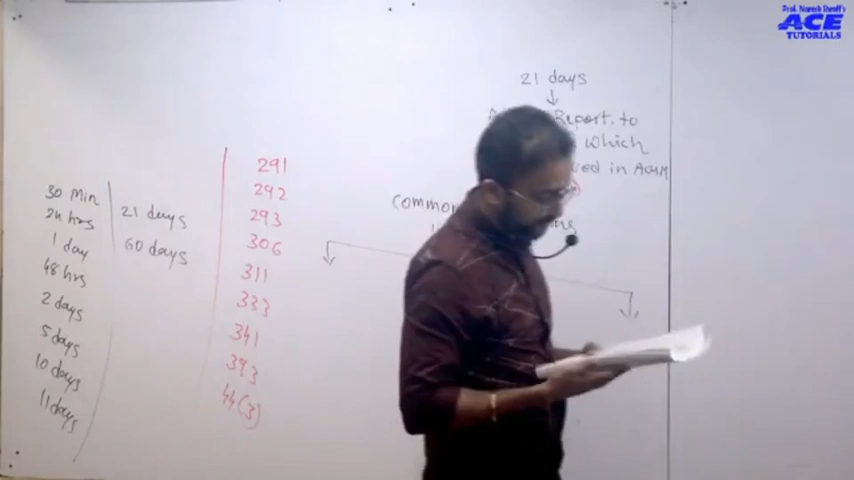 Prof. Naresh Shroff's
ACE
TUTORIALS
21 days
Report. to
which
in AGM
common
30 Min
24 hrs
1 day
48 hrs
2 days
5 days
10 days
11 days
21 days
60 days
291
292
293
306
311
333
341
393
44(3)